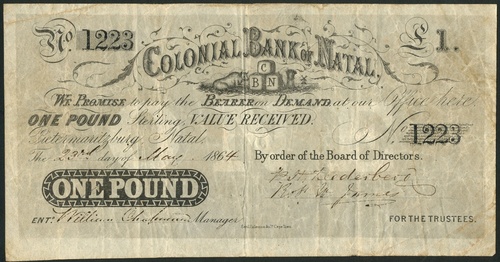 No 1223 COLONIAL BANK OF NATAL. £1.
C
B N
WE PROMISE to pay the BEARER on DEMAND, at our Office here
ONE POUND Sterling, VALUE RECEIVED.
Pietermaritzburg, Natal. No 1223
The 23rd day of May 1864 By order of the Board of Directors.
ONE POUND
ENTd. William Manager
FOR THE TRUSTEES.